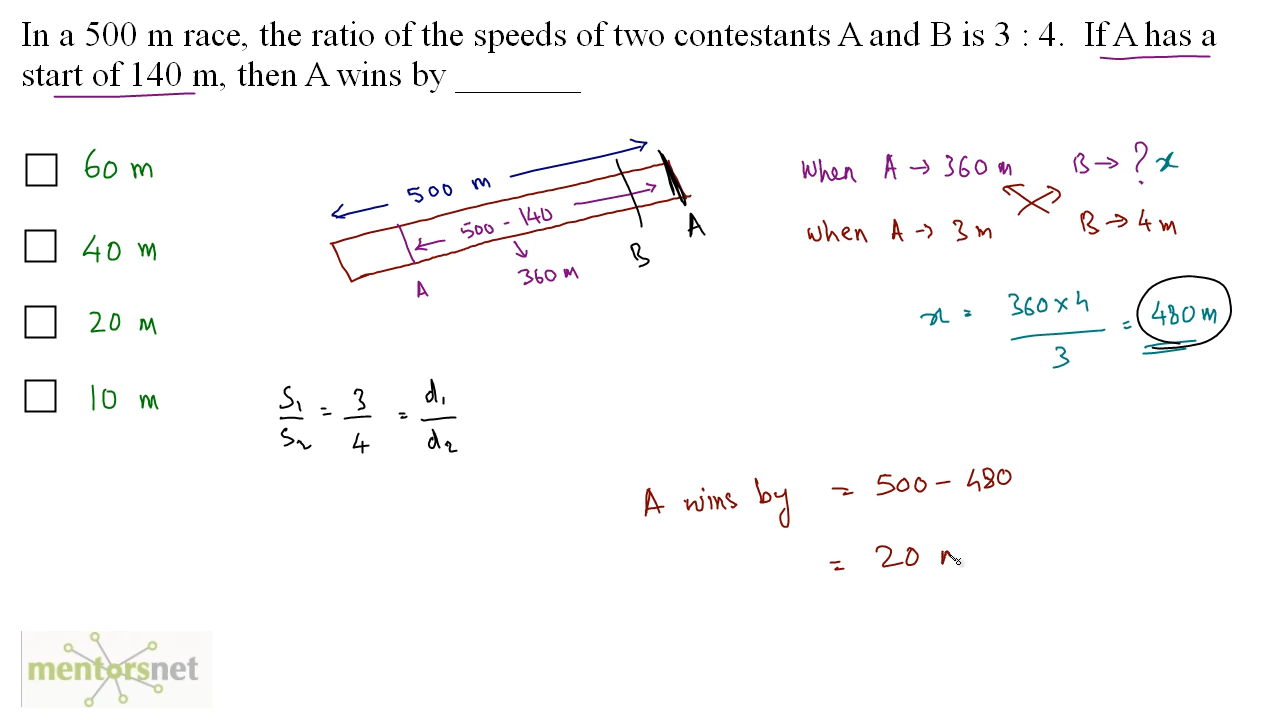 In a 500 m race, the ratio of the speeds of two contestants A and B is 3 : 4. If A has a
start of 140 m, then A wins by ________
60 m
40 m
20 m
10 m
500 m
500 - 140
360 m
A
B
A
When A → 360 m B → ? x
when A → 3 m B → 4 m
x = 360 x 4 / 3 = 480 m
S1 / S2 = 3 / 4 = d1 / d2
A wins by = 500 - 480
= 20 m
mentorsnet